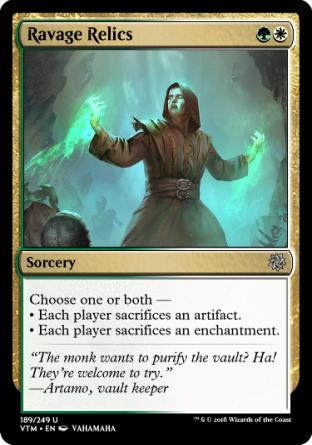 Ravage Relics
Sorcery
Choose one or both —
• Each player sacrifices an artifact.
• Each player sacrifices an enchantment.
“The monk wants to purify the vault? Ha!
They’re welcome to try.”
—Artamo, vault keeper
189/249 U
VTM • EN VAHAMAHA
™ & © 2018 Wizards of the Coast